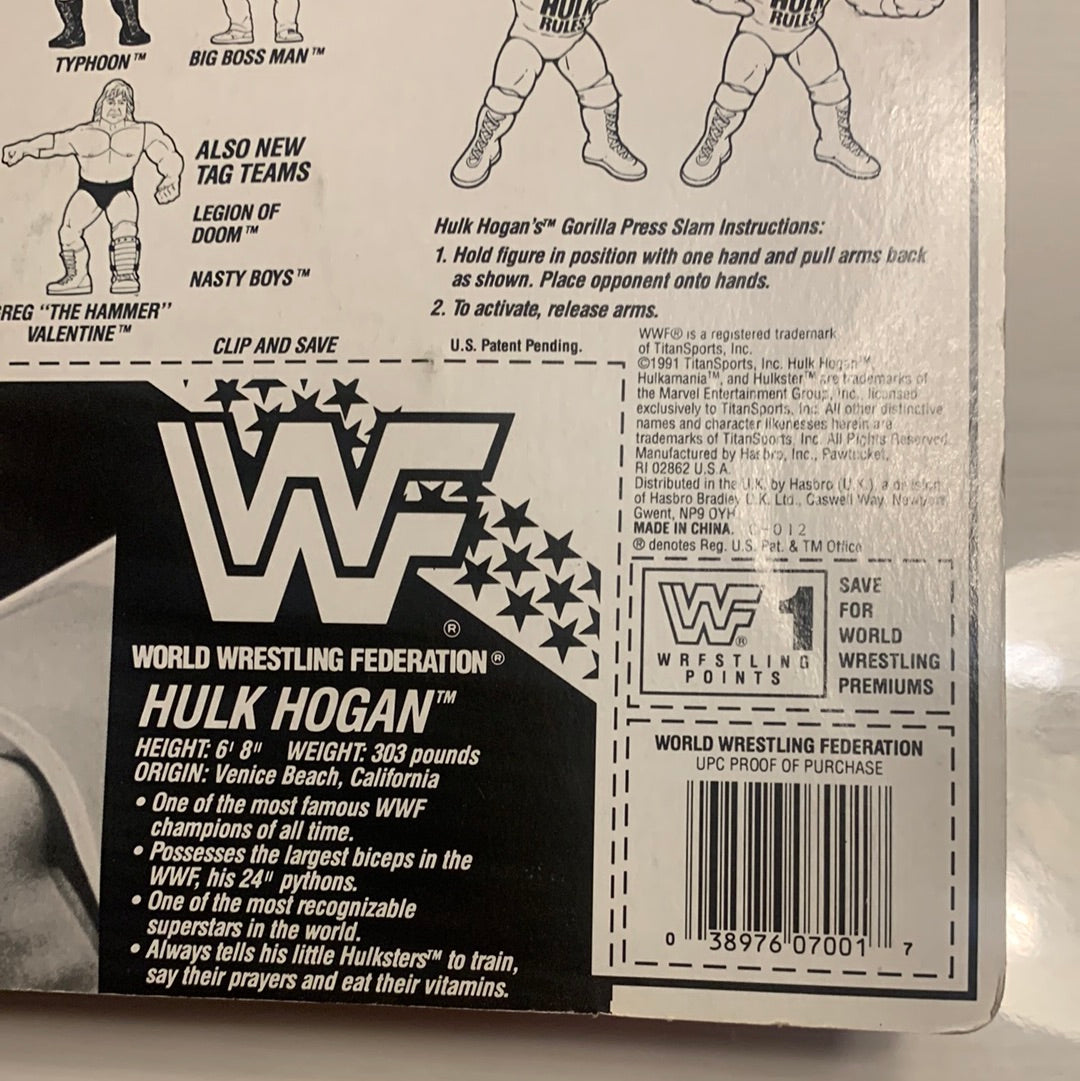 TYPHOON™
BIG BOSS MAN™
HULK
RULES
HULK
RULES
ALSO NEW
TAG TEAMS
LEGION OF
DOOM™
NASTY BOYS™
REG "THE HAMMER"
VALENTINE™
CLIP AND SAVE
Hulk Hogan's™ Gorilla Press Slam Instructions:
1. Hold figure in position with one hand and pull arms back
as shown. Place opponent onto hands.
2. To activate, release arms.
U.S. Patent Pending.
WWF® is a registered trademark
of TitanSports, Inc.
©1991 TitanSports, Inc. Hulk Hogan™
Hulkamania™, and Hulkster™ are trademarks of
the Marvel Entertainment Group, Inc., licensed
exclusively to TitanSports, Inc. All other distinctive
names and character likenesses herein are
trademarks of TitanSports, Inc. All Rights Reserved.
Manufactured by Hasbro, Inc., Pawtucket,
RI 02862 U.S.A.
Distributed in the U.K. by Hasbro (U.K.), a division
of Hasbro Bradley U.K. Ltd., Caswell Way, Newport
Gwent, NP9 0YH
MADE IN CHINA. C-012
® denotes Reg. U.S. Pat. & TM Office
WF
®
WORLD WRESTLING FEDERATION®
HULK HOGAN™
HEIGHT: 6' 8" WEIGHT: 303 pounds
ORIGIN: Venice Beach, California
• One of the most famous WWF
champions of all time.
• Possesses the largest biceps in the
WWF, his 24" pythons.
• One of the most recognizable
superstars in the world.
• Always tells his little Hulksters™ to train,
say their prayers and eat their vitamins.
WF® 1
WRESTLING
POINTS
SAVE
FOR
WORLD
WRESTLING
PREMIUMS
WORLD WRESTLING FEDERATION
UPC PROOF OF PURCHASE
0 38976 07001 7